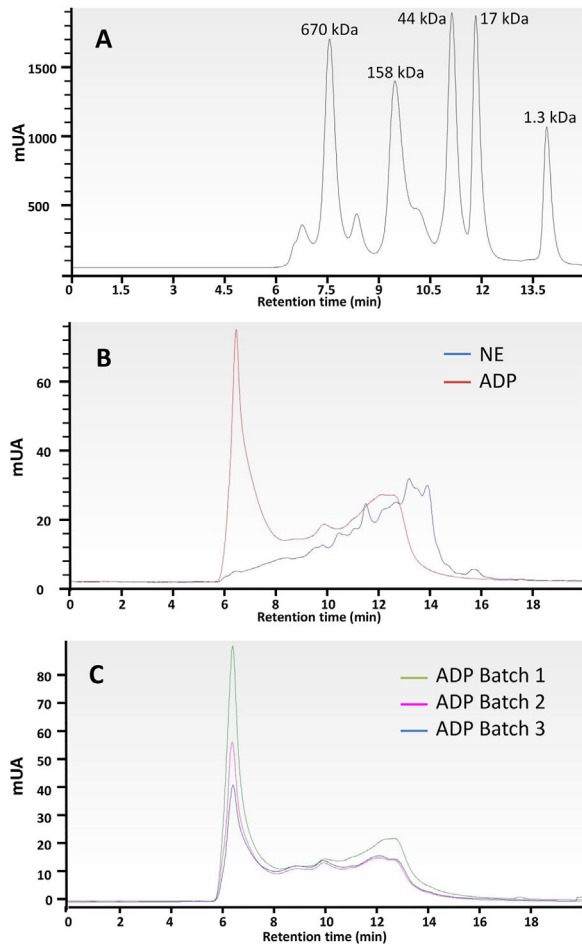 A
670 kDa
158 kDa
44 kDa
17 kDa
1.3 kDa
mUA
1500
1000
500
0
1.5
3
4.5
6
7.5
9
10.5
12
13.5
Retention time (min)
B
NE
ADP
mUA
60
40
20
0
0
2
4
6
8
10
12
14
16
18
Retention time (min)
C
ADP Batch 1
ADP Batch 2
ADP Batch 3
mUA
80
70
60
50
40
30
20
10
0
0
2
4
6
8
10
12
14
16
18
Retention time (min)